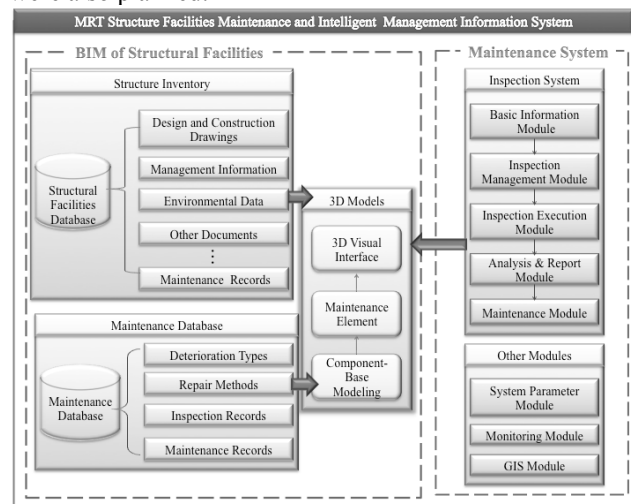 MRT Structure Facilities Maintenance and Intelligent Management Information System
BIM of Structural Facilities
Structure Inventory
Structural
Facilities
Database
Design and Construction
Drawings
Management Information
Environmental Data
Other Documents
⋮
Maintenance Records
Maintenance Database
Maintenance
Database
Deterioration Types
Repair Methods
Inspection Records
Maintenance Records
3D Models
3D Visual
Interface
Maintenance
Element
Component-
Base
Modeling
Maintenance System
Inspection System
Basic Information
Module
Inspection
Management Module
Inspection Execution
Module
Analysis & Report
Module
Maintenance Module
Other Modules
System Parameter
Module
Monitoring Module
GIS Module